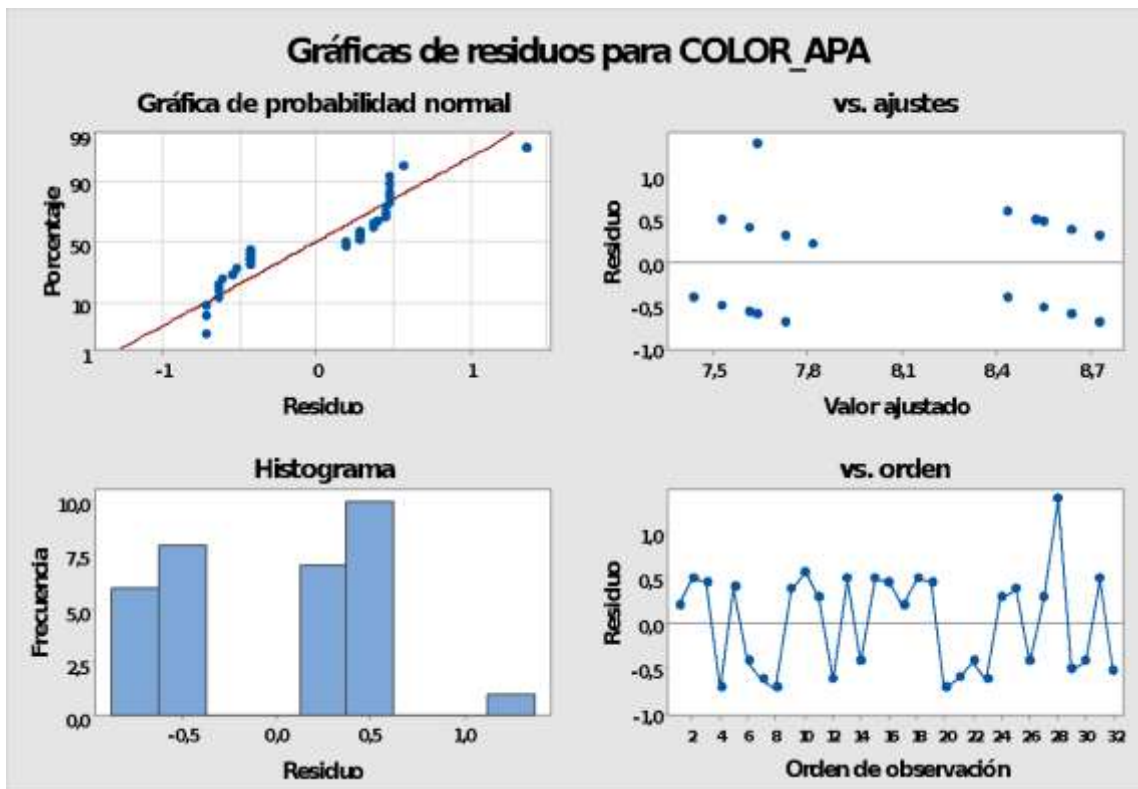 Gráficas de residuos para COLOR_APA
Gráfica de probabilidad normal
99
90
50
10
1
Porcentaje
-1
0
1
Residuo
vs. ajustes
1,0
0,5
0,0
-0,5
-1,0
Residuo
7,5
7,8
8,1
8,4
8,7
Valor ajustado
Histograma
10,0
7,5
5,0
2,5
0,0
Frecuencia
-0,5
0,0
0,5
1,0
Residuo
vs. orden
1,0
0,5
0,0
-0,5
-1,0
Residuo
2 4 6 8 10 12 14 16 18 20 22 24 26 28 30 32
Orden de observación